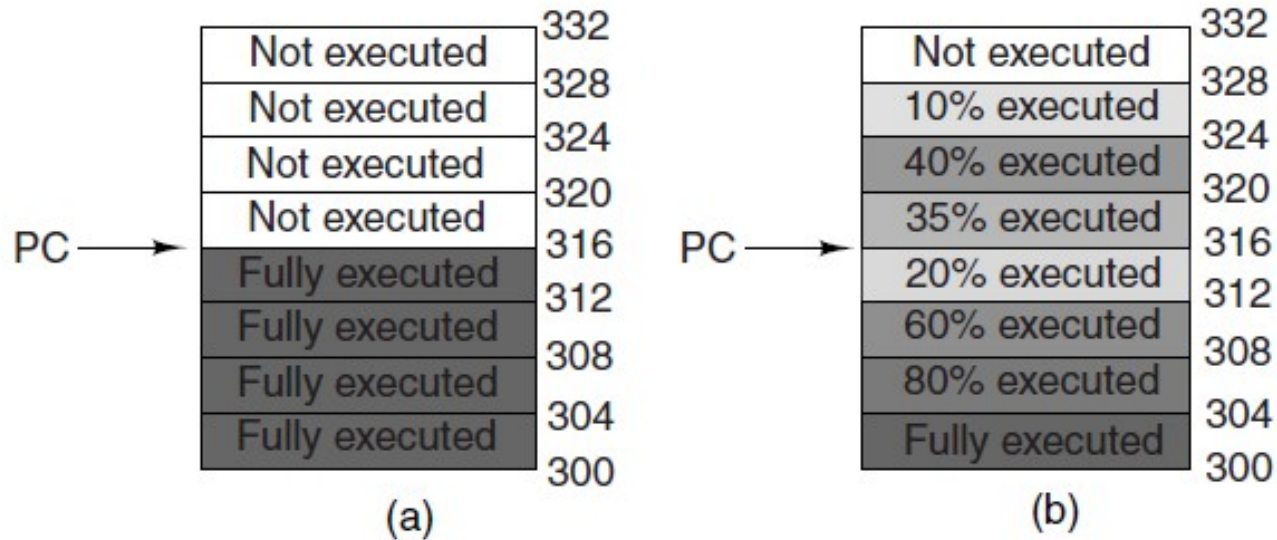 332
Not executed
328
Not executed
324
Not executed
320
Not executed
PC
316
Fully executed
312
Fully executed
308
Fully executed
304
Fully executed
300
(a)
332
Not executed
328
10% executed
324
40% executed
320
35% executed
PC
316
20% executed
312
60% executed
308
80% executed
304
Fully executed
300
(b)